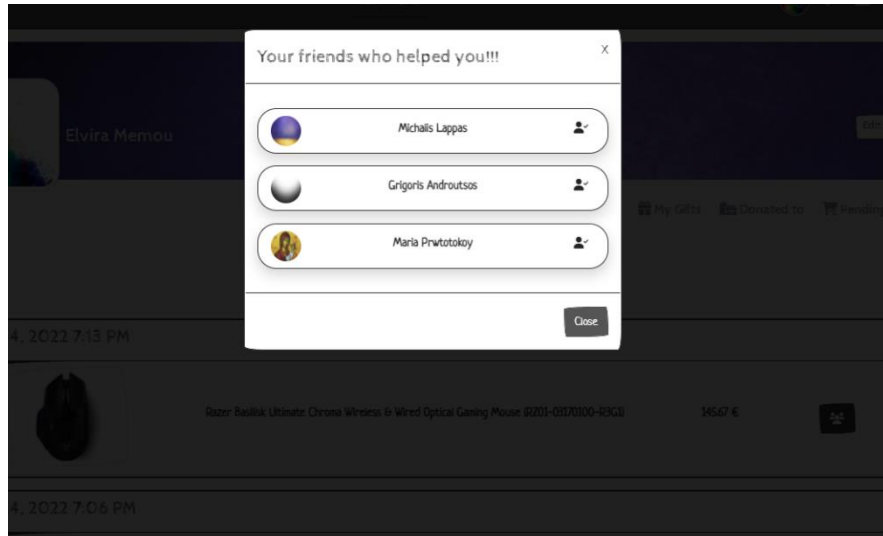 Your friends who helped you!!!
X
Michalis Lappas
Grigoris Androutsos
Maria Prwtotokoy
Close
Elvira Memou
Edit
My Gifts
Donated to
Pending
4, 2022 7:13 PM
Razer Basilisk Ultimate Chroma Wireless & Wired Optical Gaming Mouse (RZ01-03170100-R3G1)
145.67 €
4, 2022 7:06 PM